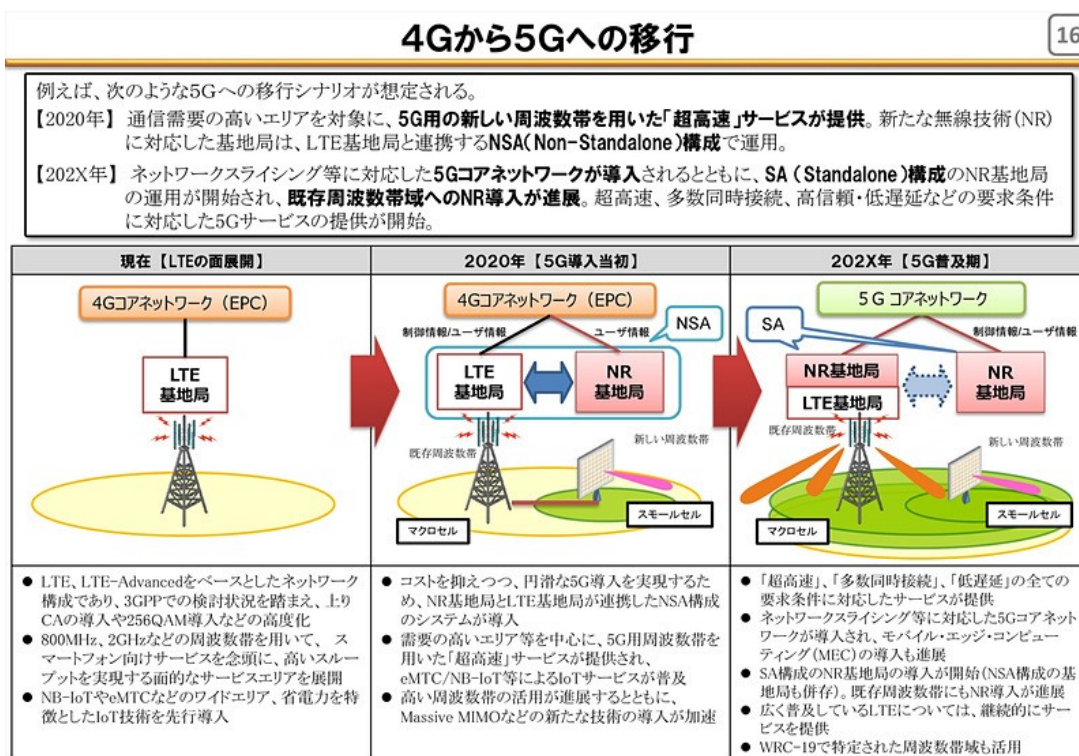 4Gから5Gへの移行
16
例えば、次のような5Gへの移行シナリオが想定される。
【2020年】 通信需要の高いエリアを対象に、5G用の新しい周波数帯を用いた「超高速」サービスが提供。新たな無線技術(NR)
に対応した基地局は、LTE基地局と連携するNSA(Non-Standalone)構成で運用。
【202X年】 ネットワークスライシング等に対応した5Gコアネットワークが導入されるとともに、SA(Standalone)構成のNR基地局
の運用が開始され、既存周波数帯域へのNR導入が進展。超高速、多数同時接続、高信頼・低遅延などの要求条件
に対応した5Gサービスの提供が開始。
現在【LTEの面展開】
4Gコアネットワーク(EPC)
LTE
基地局
● LTE、LTE-Advancedをベースとしたネットワーク
構成であり、3GPPでの検討状況を踏まえ、上り
CAの導入や256QAM導入などの高度化
● 800MHz、2GHzなどの周波数帯を用いて、ス
マートフォン向けサービスを念頭に、高いスルー
プットを実現する面的なサービスエリアを展開
● NB-IoTやeMTCなどのワイドエリア、省電力を特
徴としたIoT技術を先行導入
2020年【5G導入当初】
4Gコアネットワーク(EPC)
制御情報/ユーザ情報
ユーザ情報
NSA
LTE
基地局
NR
基地局
既存周波数帯
新しい周波数帯
マクロセル
スモールセル
● コストを抑えつつ、円滑な5G導入を実現するた
め、NR基地局とLTE基地局が連携したNSA構成
のシステムが導入
● 需要の高いエリア等を中心に、5G用周波数帯を
用いた「超高速」サービスが提供され、
eMTC/NB-IoT等によるIoTサービスが普及
● 高い周波数帯の活用が進展するとともに、
Massive MIMOなどの新たな技術の導入が加速
202X年【5G普及期】
5G コアネットワーク
SA
制御情報/ユーザ情報
NR基地局
LTE基地局
NR
基地局
既存周波数帯
新しい周波数帯
マクロセル
スモールセル
● 「超高速」、「多数同時接続」、「低遅延」の全ての
要求条件に対応したサービスが提供
● ネットワークスライシング等に対応した5Gコアネット
ワークが導入され、モバイル・エッジ・コンピュー
ティング(MEC)の導入も進展
● SA構成のNR基地局の導入が開始(NSA構成の基
地局も併存)。既存周波数帯にもNR導入が進展
● 広く普及しているLTEについては、継続的にサー
ビスを提供
● WRC-19で特定された周波数帯域も活用